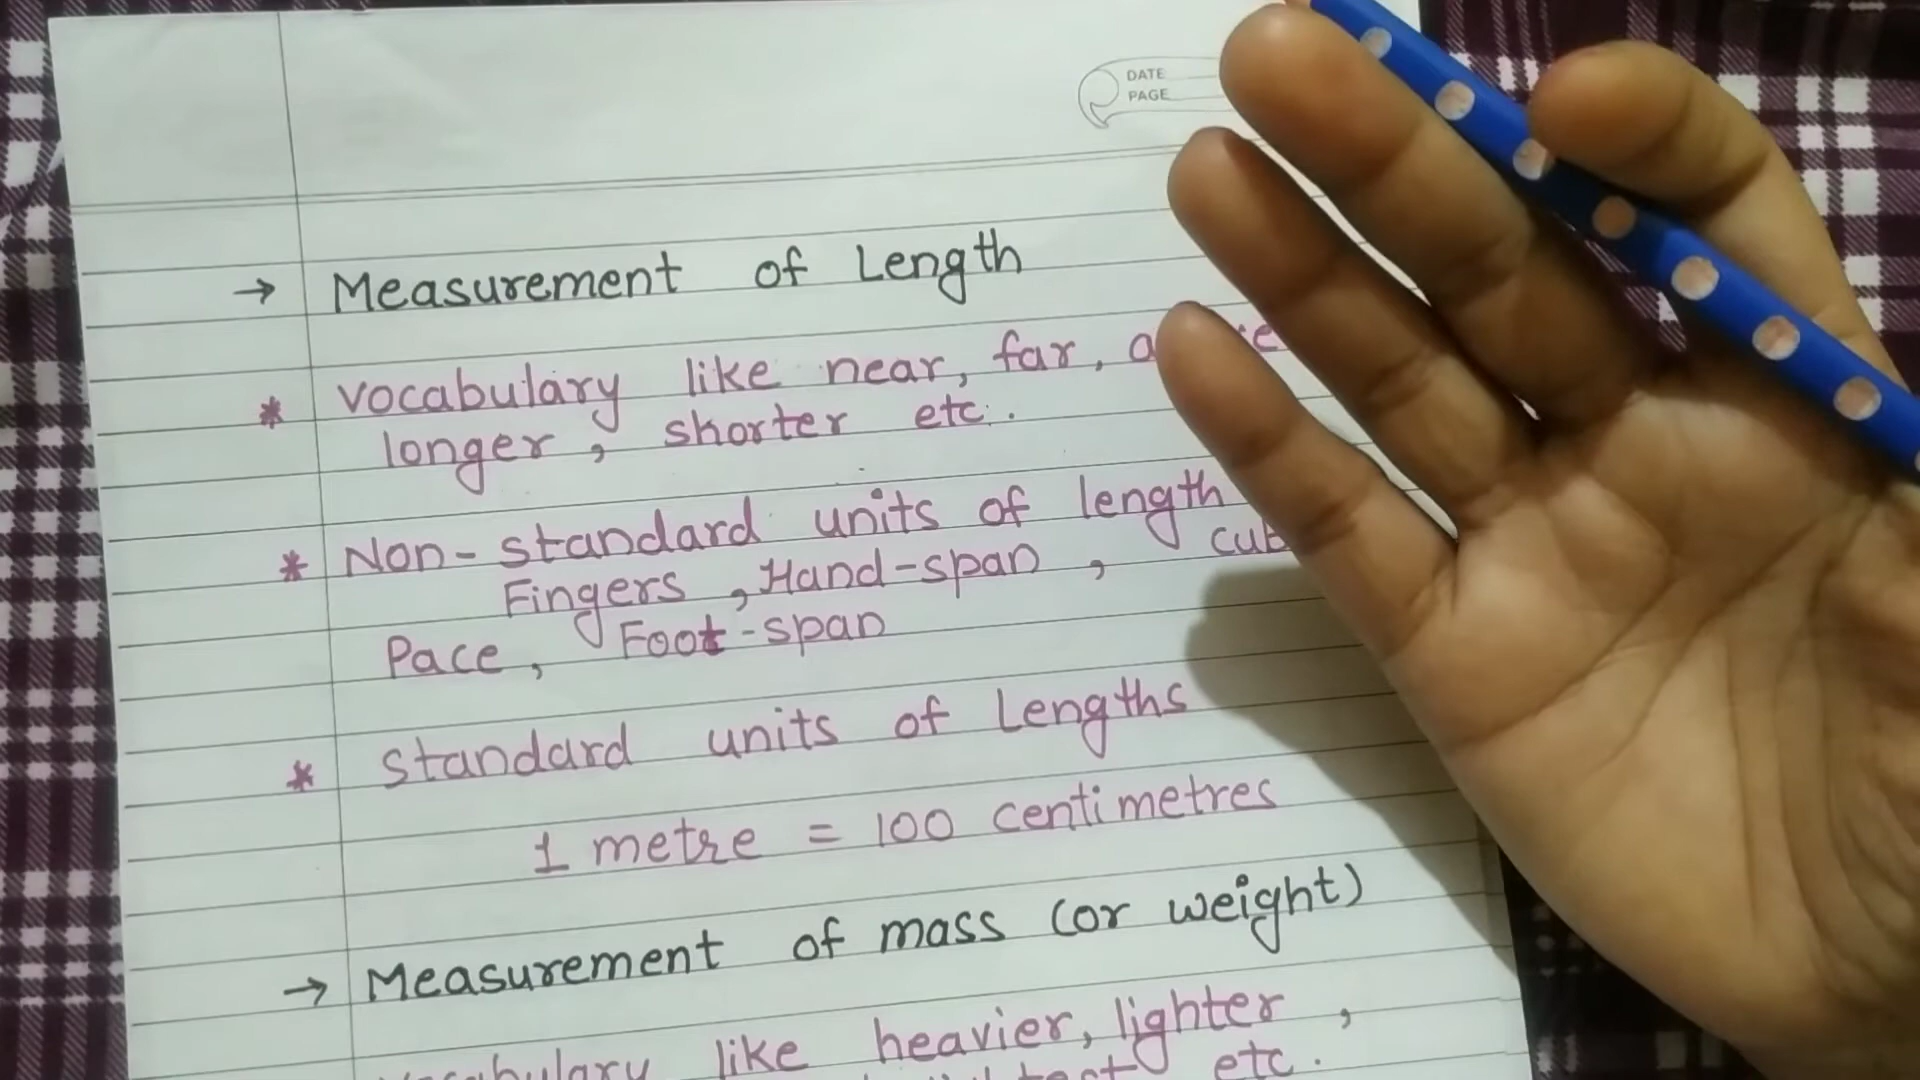 DATE
PAGE
→ Measurement of Length
* vocabulary like near, far,
longer, shorter etc.
* Non-standard units of length
Fingers, Hand-span,
Pace, Foot-span
* Standard units of Lengths
1 metre = 100 centimetres
→ Measurement of mass (or weight)
vocabulary like heavier, lighter,
etc.